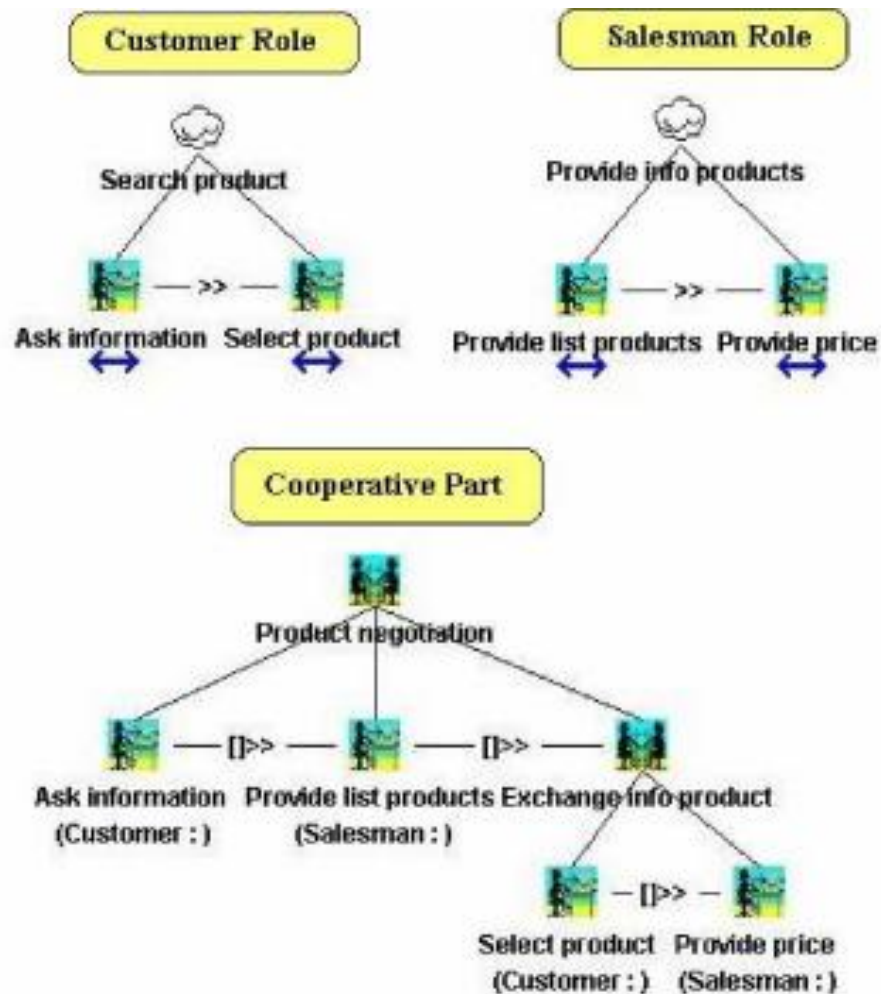 Customer Role
Salesman Role
Search product
Provide info products
>>
>>
Ask information Select product
Provide list products Provide price
Cooperative Part
Product negotiation
[]>> []>>
Ask information Provide list products Exchange info product
(Customer : ) (Salesman : )
[]>>
Select product Provide price
(Customer : ) (Salesman : )